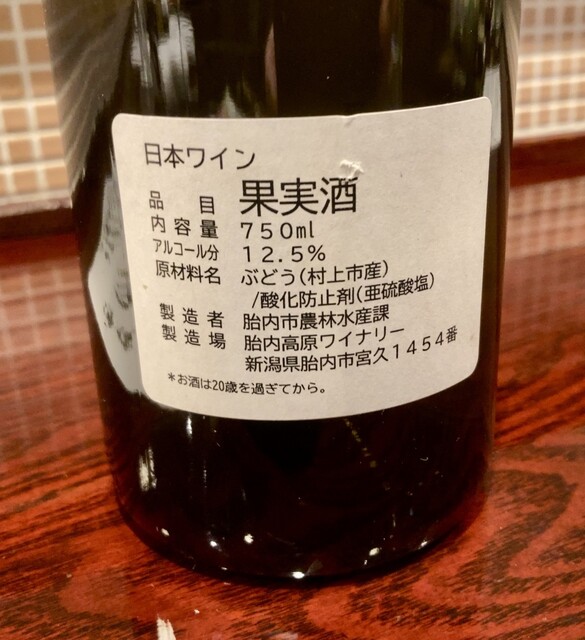 日本ワイン
品　目　果実酒
内容量　７５０ml
アルコール分　１２.５％
原材料名　ぶどう(村上市産)
/酸化防止剤(亜硫酸塩)
製造者　胎内市農林水産課
製造場　胎内高原ワイナリー
新潟県胎内市宮久１４５４番
＊お酒は20歳を過ぎてから。